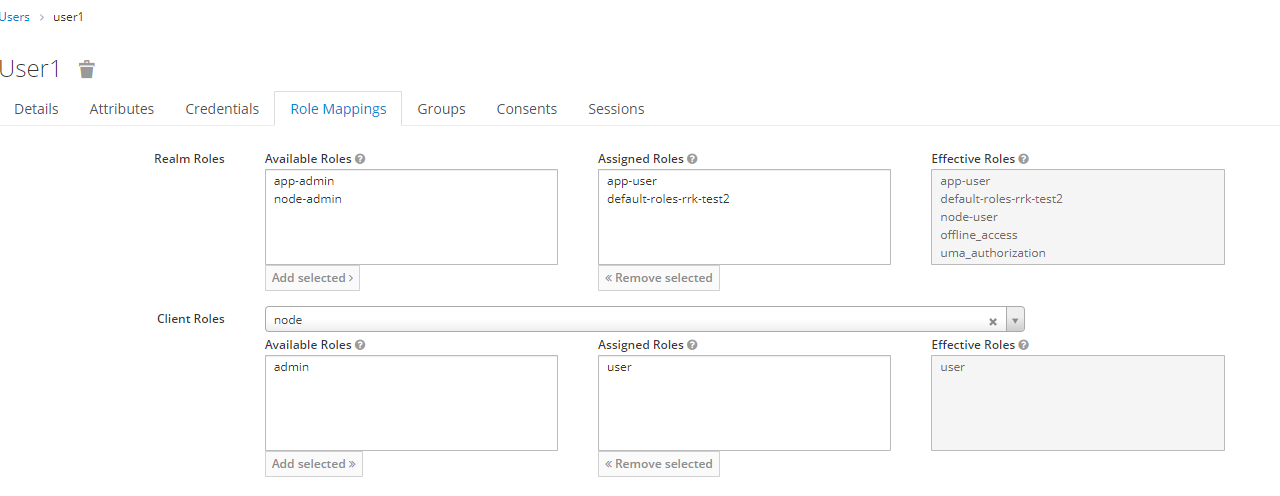 Users > user1
User1
Details Attributes Credentials Role Mappings Groups Consents Sessions
Realm Roles Available Roles ? Assigned Roles ? Effective Roles ?
app-admin app-user app-user
node-admin default-roles-rrk-test2 default-roles-rrk-test2
node-user
offline_access
uma_authorization
Add selected > « Remove selected
Client Roles node
Available Roles ? Assigned Roles ? Effective Roles ?
admin user user
Add selected » « Remove selected